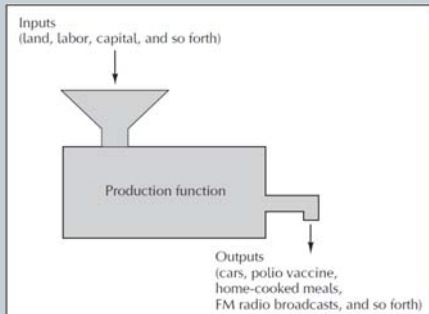 Inputs
(land, labor, capital, and so forth)
Production function
Outputs
(cars, polio vaccine,
home-cooked meals,
FM radio broadcasts, and so forth)